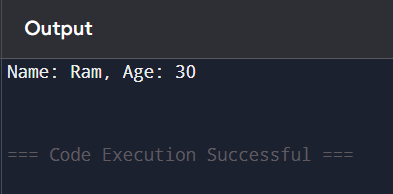 Output
Name: Ram, Age: 30
=== Code Execution Successful ===